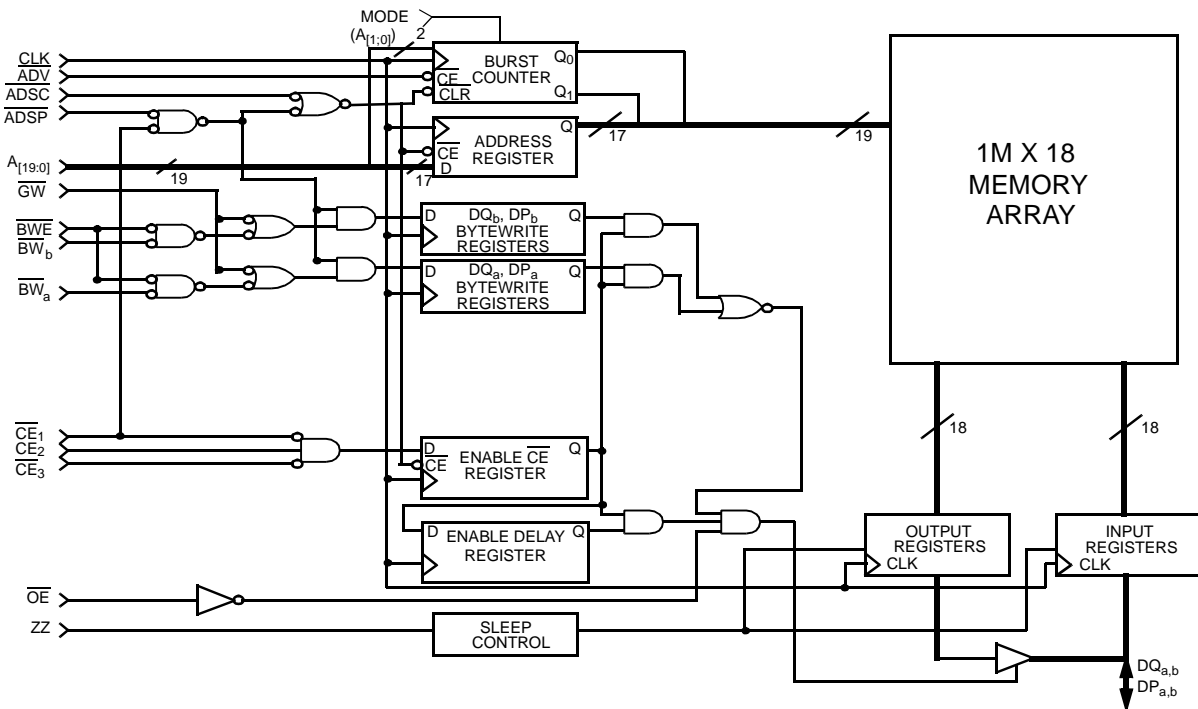 MODE
(A[1;0]) 2
CLK
ADV
ADSC
ADSP
A[19:0]
GW
BWE
BWb
BWa
CE1
CE2
CE3
OE
ZZ
BURST
COUNTER
CE
CLR
Q0
Q1
ADDRESS
REGISTER
CE
D
Q
17
19
19
17
1M X 18
MEMORY
ARRAY
D DQb, DPb Q
BYTEWRITE
REGISTERS
D DQa, DPa Q
BYTEWRITE
REGISTERS
D ENABLE CE Q
CE REGISTER
D ENABLE DELAY Q
REGISTER
18
18
OUTPUT
REGISTERS
CLK
INPUT
REGISTERS
CLK
SLEEP
CONTROL
DQa,b
DPa,b